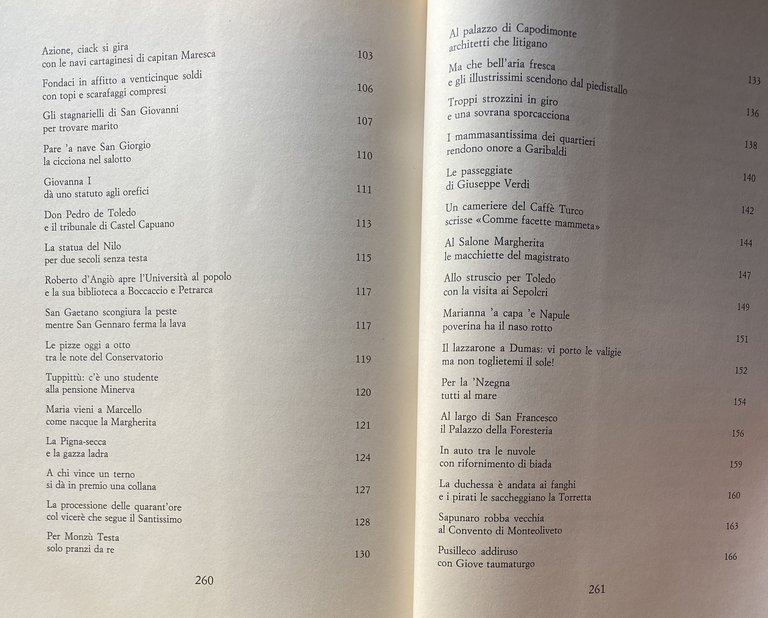 Azione, ciack si gira
con le navi cartaginesi di capitan Maresca 103
Fondaci in affitto a venticinque soldi
con topi e scarafaggi compresi 106
Gli stagnarielli di San Giovanni
per trovare marito 107
Pare 'a nave San Giorgio
la cicciona nel salotto 110
Giovanna I
dà uno statuto agli orefici 111
Don Pedro de Toledo
e il tribunale di Castel Capuano 113
La statua del Nilo
per due secoli senza testa 115
Roberto d'Angiò apre l'Università al popolo
e la sua biblioteca a Boccaccio e Petrarca 117
San Gaetano scongiura la peste
mentre San Gennaro ferma la lava 117
Le pizze oggi a otto
tra le note del Conservatorio 119
Tuppittù: c'è uno studente
alla pensione Minerva 120
Maria vieni a Marcello
come nacque la Margherita 121
La Pigna-secca
e la gazza ladra 124
A chi vince un terno
si dà in premio una collana 127
La processione delle quarant'ore
col vicerè che segue il Santissimo 128
Per Monzù Testa
solo pranzi da re 130
260
Al palazzo di Capodimonte
architetti che litigano 133
Ma che bell'aria fresca
e gli illustrissimi scendono dal piedistallo 136
Troppi strozzini in giro
e una sovrana sporcacciona 138
I mammasantissima dei quartieri
rendono onore a Garibaldi 140
Le passeggiate
di Giuseppe Verdi 142
Un cameriere del Caffè Turco
scrisse «Comme facette mammeta» 144
Al Salone Margherita
le macchiette del magistrato 147
Allo struscio per Toledo
con la visita ai Sepolcri 149
Marianna 'a capa 'e Napule
poverina ha il naso rotto 151
Il lazzarone a Dumas: vi porto le valigie
ma non toglietemi il sole! 152
Per la 'Nzegna
tutti al mare 154
Al largo di San Francesco
il Palazzo della Foresteria 156
In auto tra le nuvole
con rifornimento di biada 159
La duchessa è andata ai fanghi
e i pirati le saccheggiano la Torretta 160
Sapunaro robba vecchia
al Convento di Monteoliveto 163
Pusilleco addiruso
con Giove taumaturgo 166
261